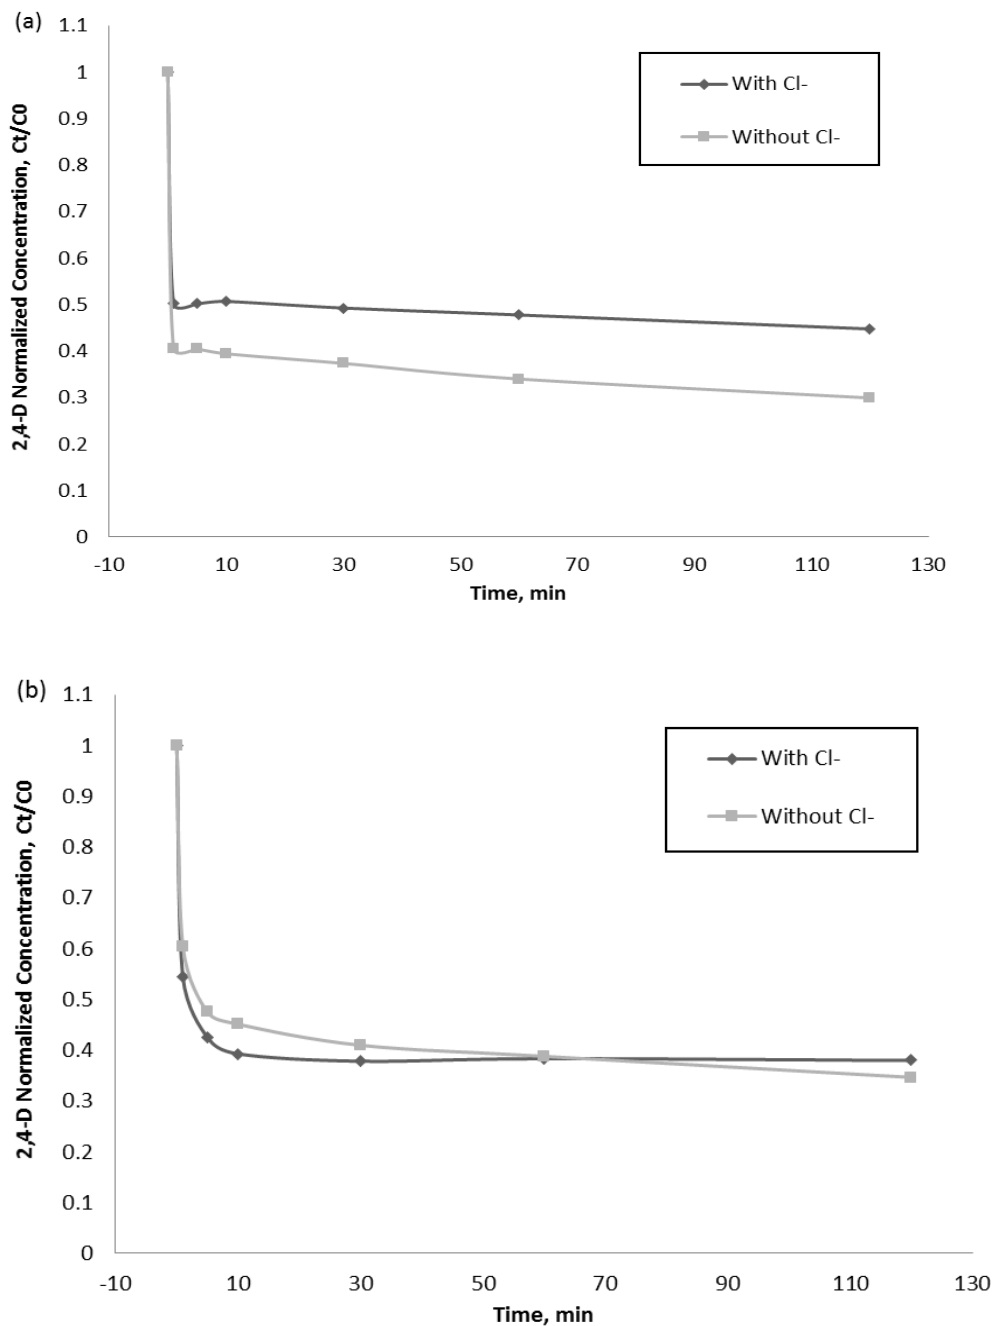 (a)
1.1
1
0.9
0.8
0.7
0.6
0.5
0.4
0.3
0.2
0.1
0
2,4-D Normalized Concentration, Ct/C0
With Cl-
Without Cl-
-10 10 30 50 70 90 110 130
Time, min
(b)
1.1
1
0.9
0.8
0.7
0.6
0.5
0.4
0.3
0.2
0.1
0
2,4-D Normalized Concentration, Ct/C0
With Cl-
Without Cl-
-10 10 30 50 70 90 110 130
Time, min